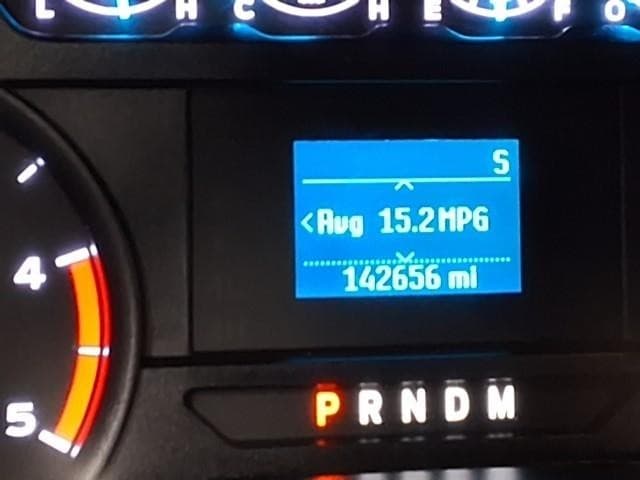 L H C H E F O
S
<Avg 15.2MPG
142656 mi
4
5
P R N D M